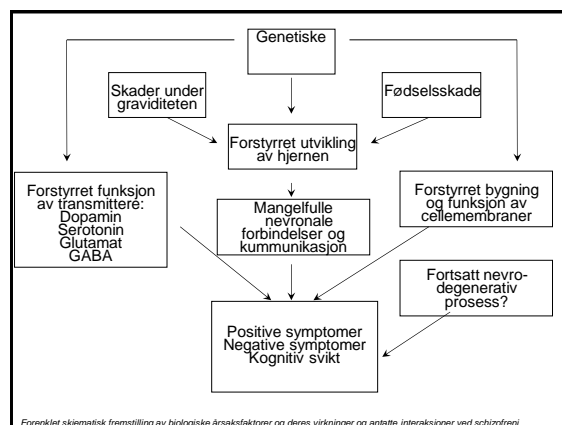 Genetiske
Skader under
graviditeten
Fødselsskade
Forstyrret utvikling
av hjernen
Forstyrret funksjon
av transmittere:
Dopamin
Serotonin
Glutamat
GABA
Mangelfulle
nevronale
forbindelser og
kummunikasjon
Forstyrret bygning
og funksjon av
cellemembraner
Fortsatt nevro-
degenerativ
prosess?
Positive symptomer
Negative symptomer
Kognitiv svikt
Forenklet skjematisk fremstilling av biologiske årsaksfaktorer og deres virkninger og antatte interaksjoner ved schizofreni